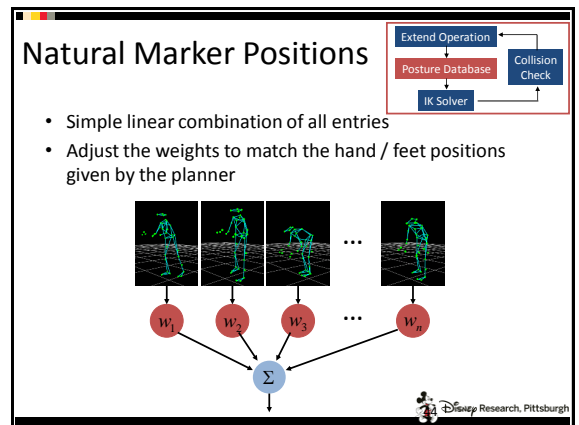 Natural Marker Positions
Extend Operation
Posture Database
Collision
Check
IK Solver
• Simple linear combination of all entries
• Adjust the weights to match the hand / feet positions
given by the planner
...
w₁ w₂ w₃ ... wₙ
Σ
44 Disney Research, Pittsburgh